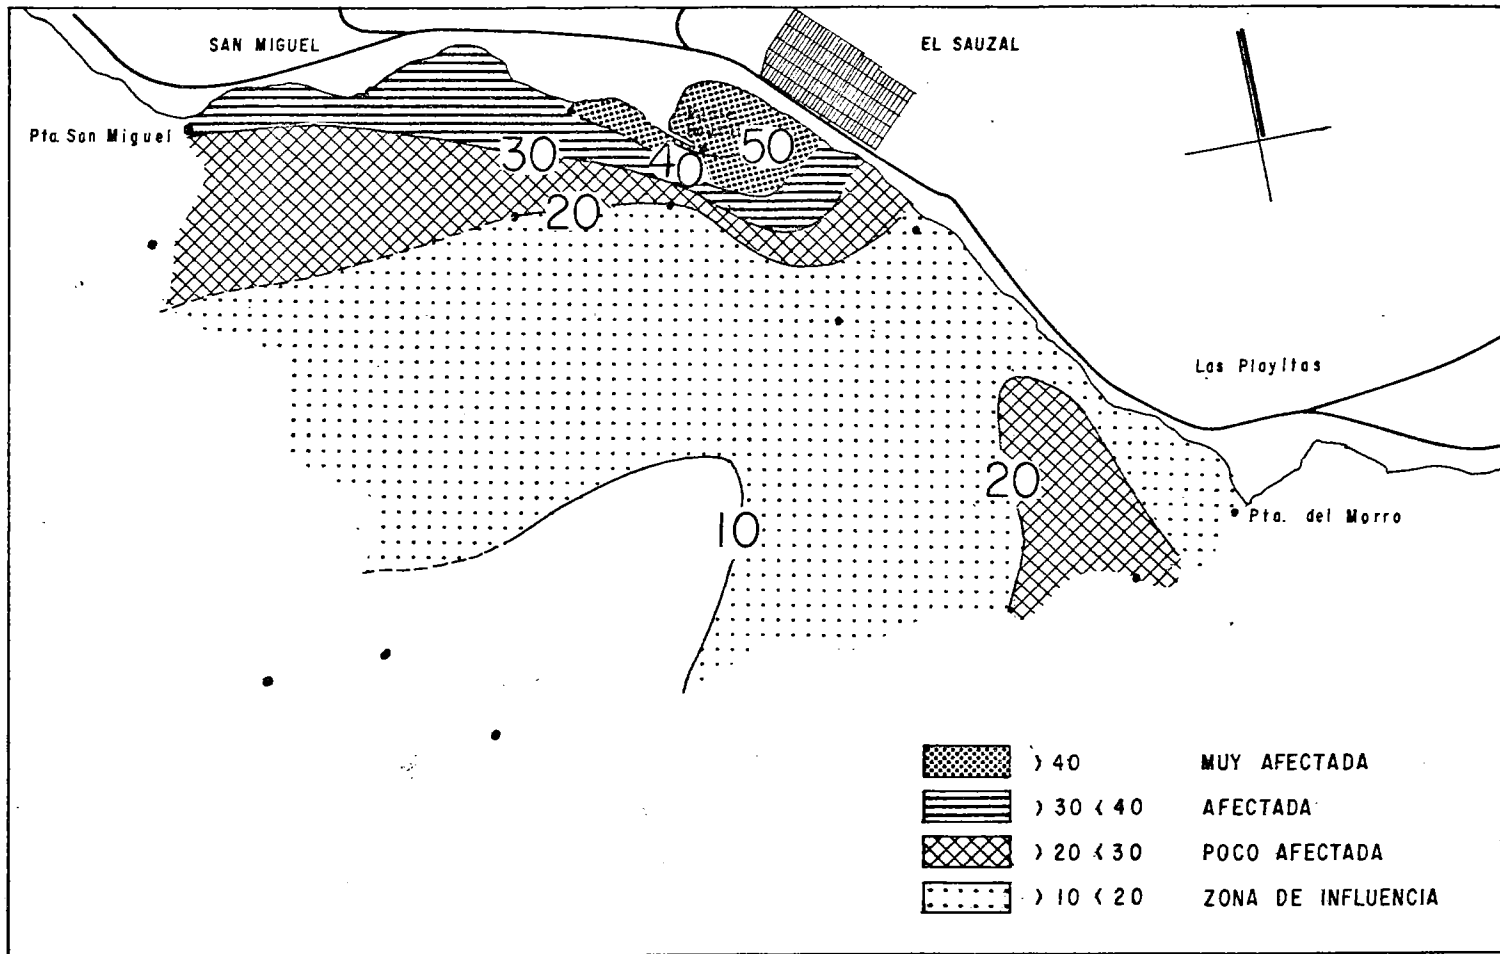 SAN MIGUEL
EL SAUZAL
Pta San Miguel
30
40
50
20
Las Playitas
20
10
Pta. del Morro
> 40 MUY AFECTADA
> 30 < 40 AFECTADA
> 20 < 30 POCO AFECTADA
> 10 < 20 ZONA DE INFLUENCIA